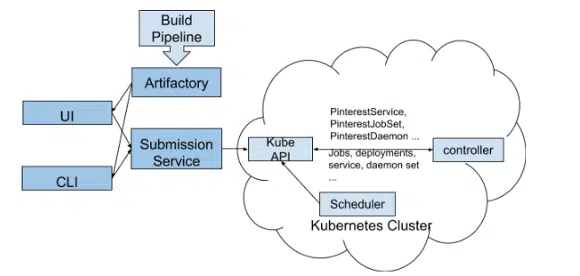 Build
Pipeline
Artifactory
UI
Submission
Service
CLI
Kube
API
PinterestService,
PinterestJobSet,
PinterestDaemon ...
Jobs, deployments,
service, daemon set
...
controller
Scheduler
Kubernetes Cluster